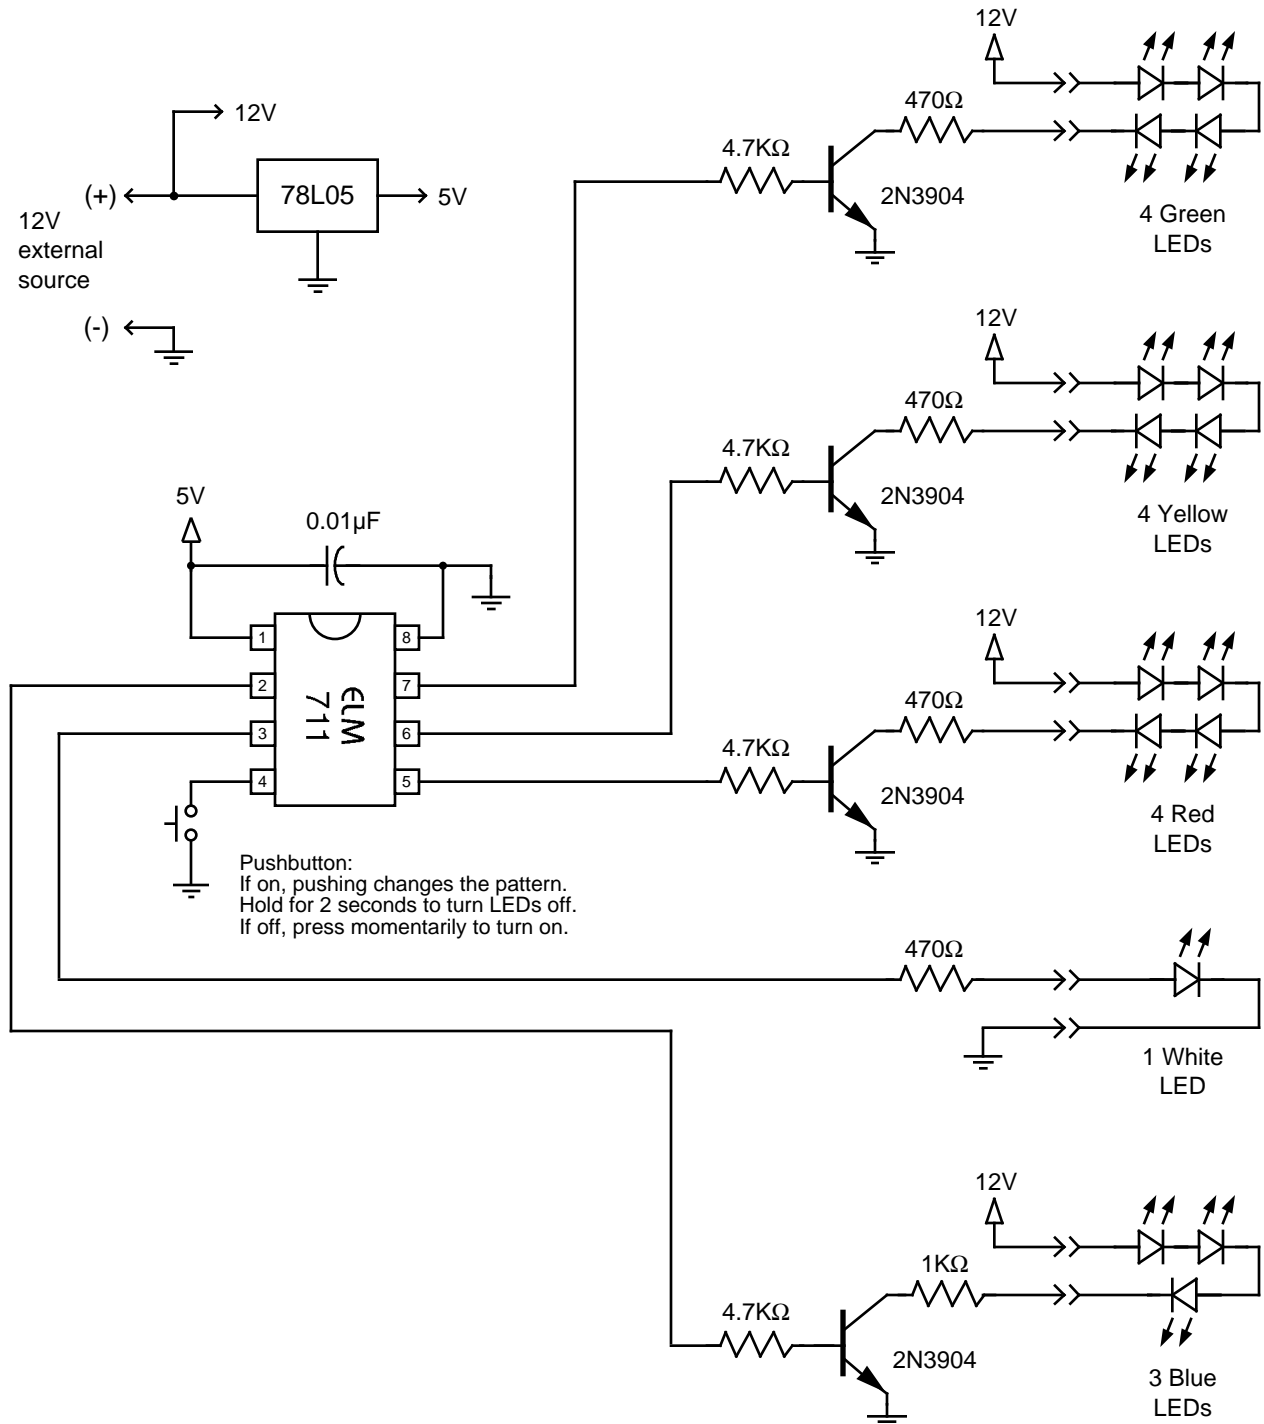 12V
(+)
12V
external
source
(-)
78L05
5V
12V
470Ω
4.7KΩ
2N3904
4 Green
LEDs
12V
470Ω
4.7KΩ
2N3904
4 Yellow
LEDs
5V
0.01µF
1
2
3
4
8
7
6
5
ELM
711
12V
470Ω
4.7KΩ
2N3904
4 Red
LEDs
Pushbutton:
If on, pushing changes the pattern.
Hold for 2 seconds to turn LEDs off.
If off, press momentarily to turn on.
470Ω
1 White
LED
12V
1KΩ
4.7KΩ
2N3904
3 Blue
LEDs